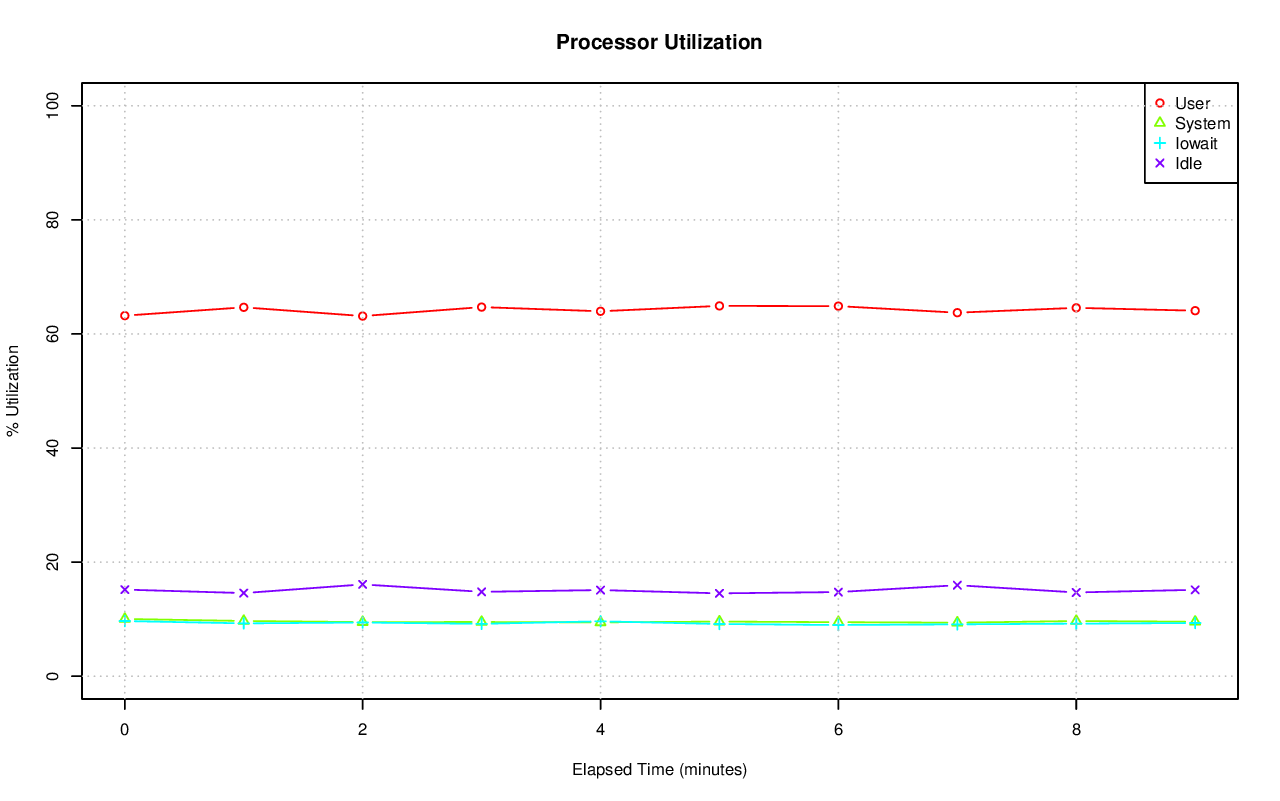 Processor Utilization
User
System
Iowait
Idle
% Utilization
100
80
60
40
20
0
0 2 4 6 8
Elapsed Time (minutes)